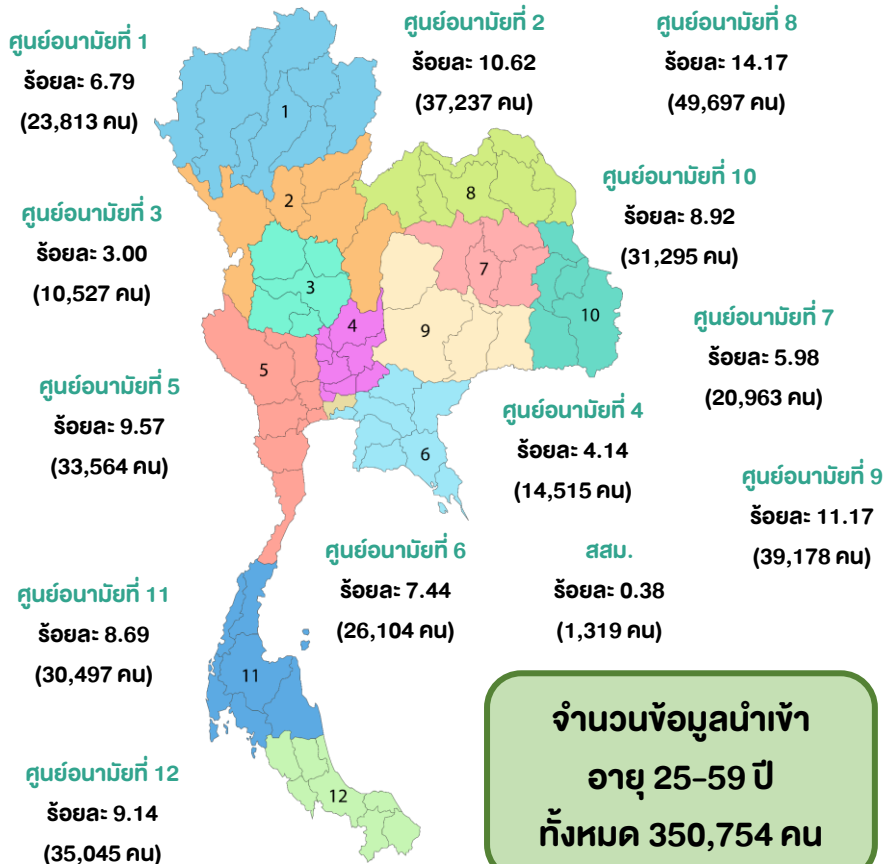 ศูนย์อนามัยที่ 1
ร้อยละ 6.79
(23,813 คน)
ศูนย์อนามัยที่ 2
ร้อยละ 10.62
(37,237 คน)
ศูนย์อนามัยที่ 8
ร้อยละ 14.17
(49,697 คน)
ศูนย์อนามัยที่ 3
ร้อยละ 3.00
(10,527 คน)
ศูนย์อนามัยที่ 10
ร้อยละ 8.92
(31,295 คน)
ศูนย์อนามัยที่ 7
ร้อยละ 5.98
(20,963 คน)
ศูนย์อนามัยที่ 5
ร้อยละ 9.57
(33,564 คน)
ศูนย์อนามัยที่ 4
ร้อยละ 4.14
(14,515 คน)
ศูนย์อนามัยที่ 9
ร้อยละ 11.17
(39,178 คน)
ศูนย์อนามัยที่ 6
ร้อยละ 7.44
(26,104 คน)
สสม.
ร้อยละ 0.38
(1,319 คน)
ศูนย์อนามัยที่ 11
ร้อยละ 8.69
(30,497 คน)
ศูนย์อนามัยที่ 12
ร้อยละ 9.14
(35,045 คน)
1
2
8
3
7
4
9
10
5
6
11
12
จำนวนข้อมูลนำเข้า
อายุ 25-59 ปี
ทั้งหมด 350,754 คน